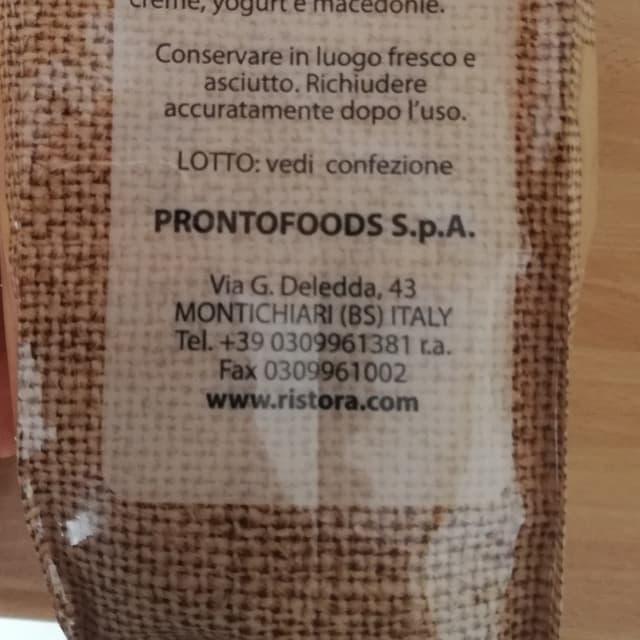 creme, yogurt e macedonie.
Conservare in luogo fresco e
asciutto. Richiudere
accuratamente dopo l'uso.
LOTTO: vedi confezione
PRONTOFOODS S.p.A.
Via G. Deledda, 43
MONTICHIARI (BS) ITALY
Tel. +39 0309961381 r.a.
Fax 0309961002
www.ristora.com